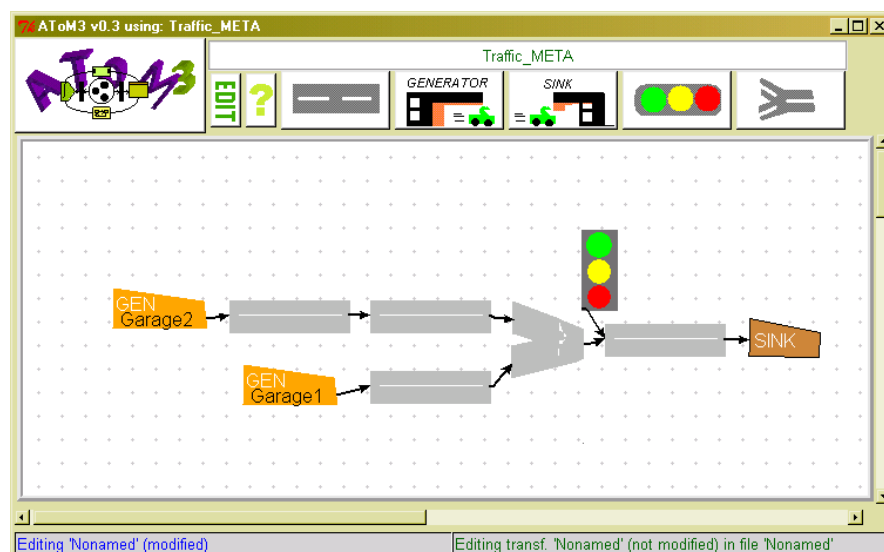 AToM3 v0.3 using: Traffic_META
Traffic_META
ATOM3
EDIT
?
GENERATOR
SINK
GEN
Garage2
SINK
GEN
Garage1
Editing 'Nonamed' (modified)
Editing transf. 'Nonamed' (not modified) in file 'Nonamed'